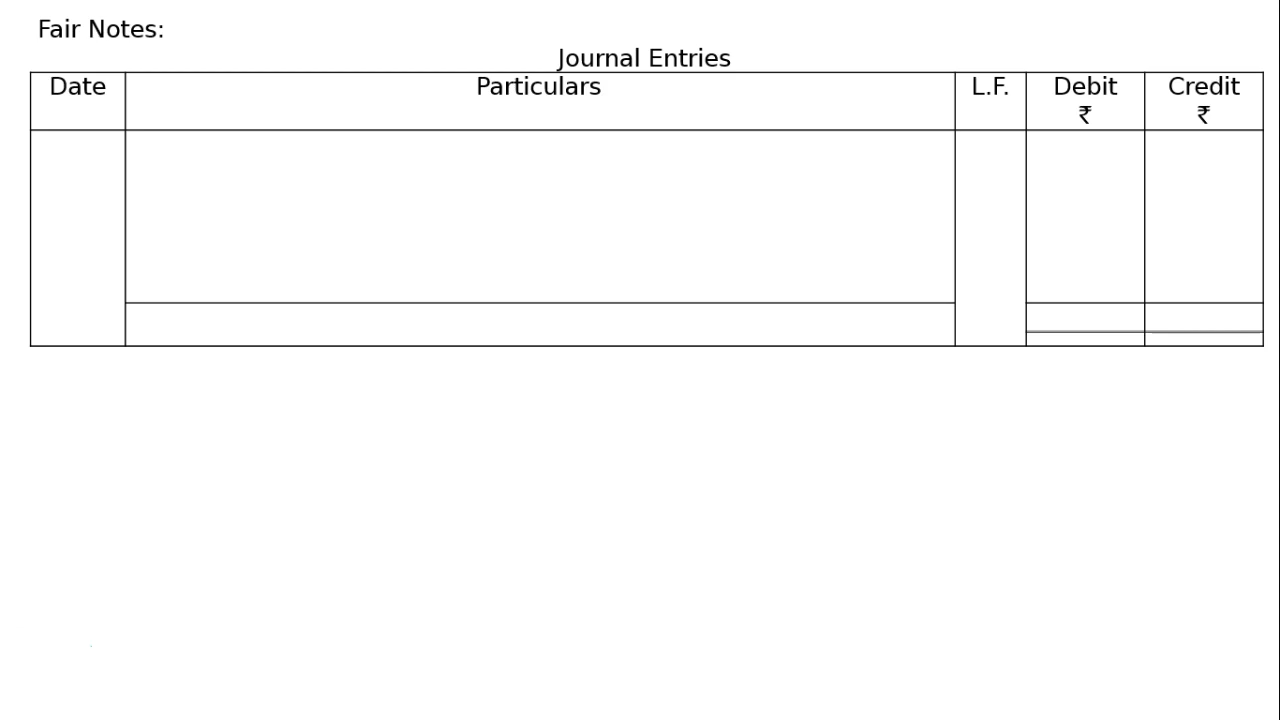 Fair Notes:
Journal Entries
Date Particulars L.F. Debit Credit
₹ ₹